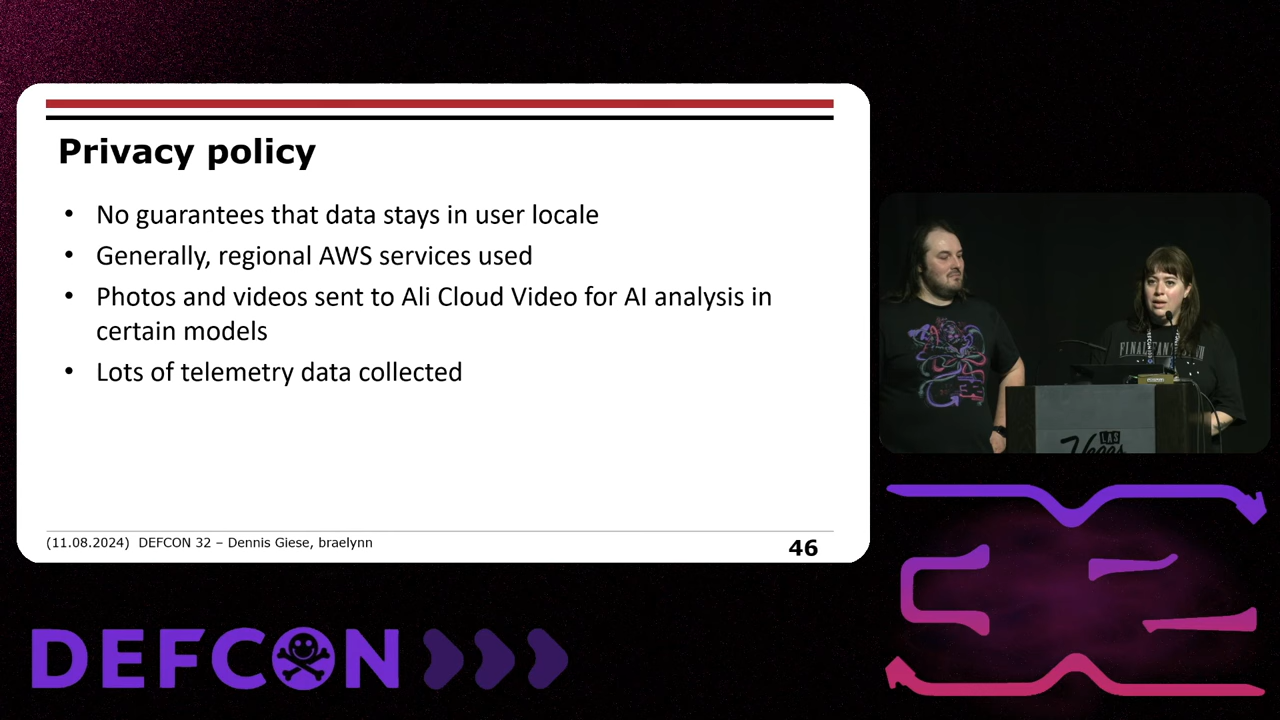 Privacy policy
• No guarantees that data stays in user locale
• Generally, regional AWS services used
• Photos and videos sent to Ali Cloud Video for AI analysis in
certain models
• Lots of telemetry data collected
(11.08.2024) DEFCON 32 – Dennis Giese, braelynn
46
LAS
Vegas
DEFCON